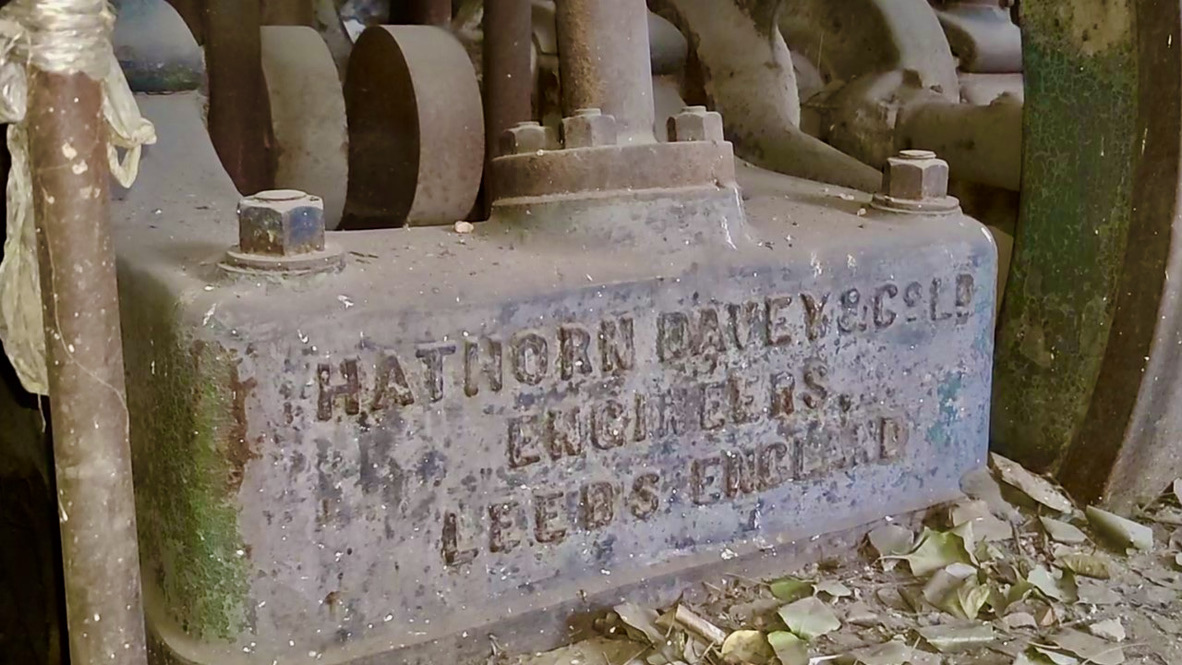 HATHORN DAVEY & Co LD
ENGINEERS,
LEEDS ENGLAND